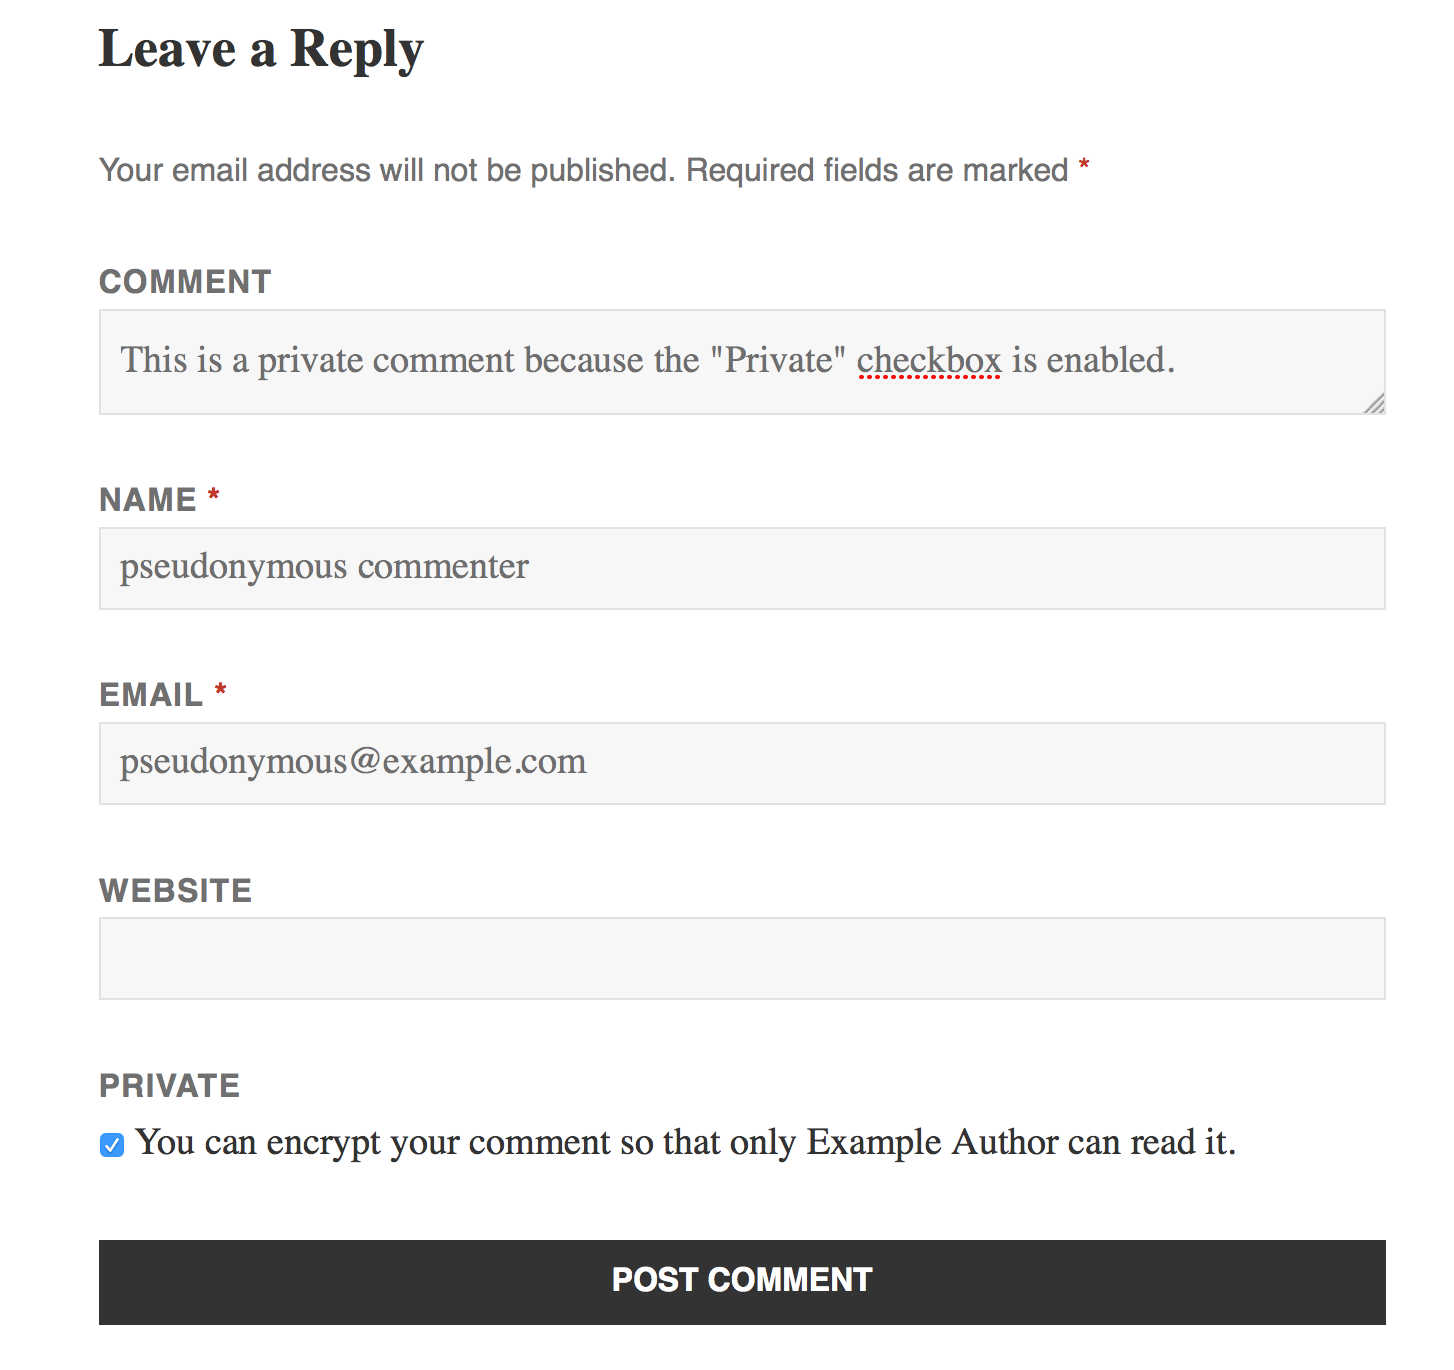 Leave a Reply
Your email address will not be published. Required fields are marked *
COMMENT
This is a private comment because the "Private" checkbox is enabled.
NAME *
pseudonymous commenter
EMAIL *
pseudonymous@example.com
WEBSITE
PRIVATE
You can encrypt your comment so that only Example Author can read it.
POST COMMENT